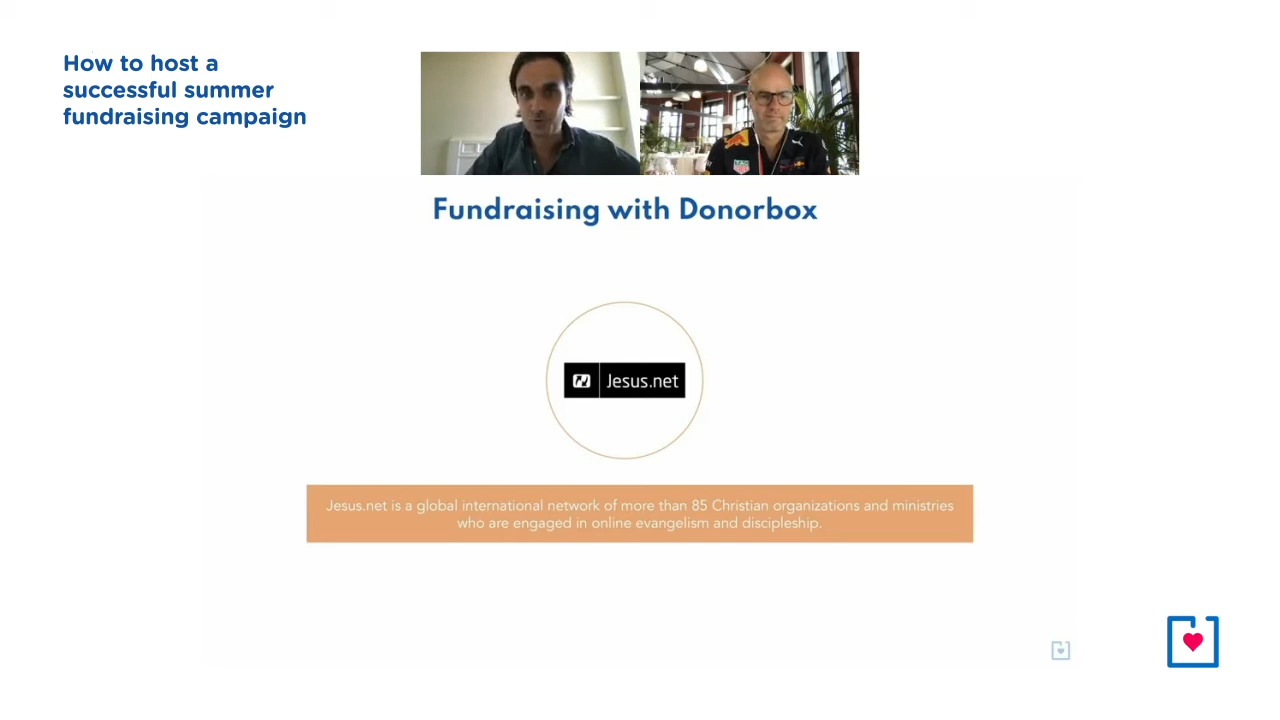 How to host a
successful summer
fundraising campaign
TAG
Fundraising with Donorbox
Jesus.net
Jesus.net is a global international network of more than 85 Christian organizations and ministries
who are engaged in online evangelism and discipleship.